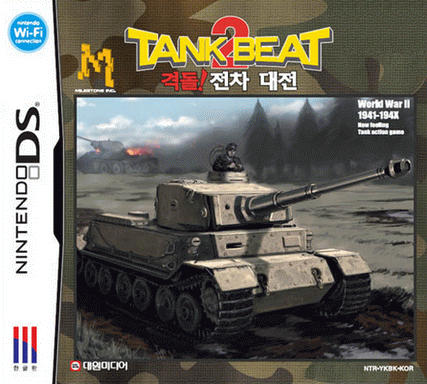 Nintendo
Wi-Fi
connection
M
MILESTONE INC.
TANK BEAT 2
격돌! 전차 대전
World War II
1941-194X
New feeling
Tank action game
NINTENDO DS
한글판
대원미디어
NTR-YKBK-KOR